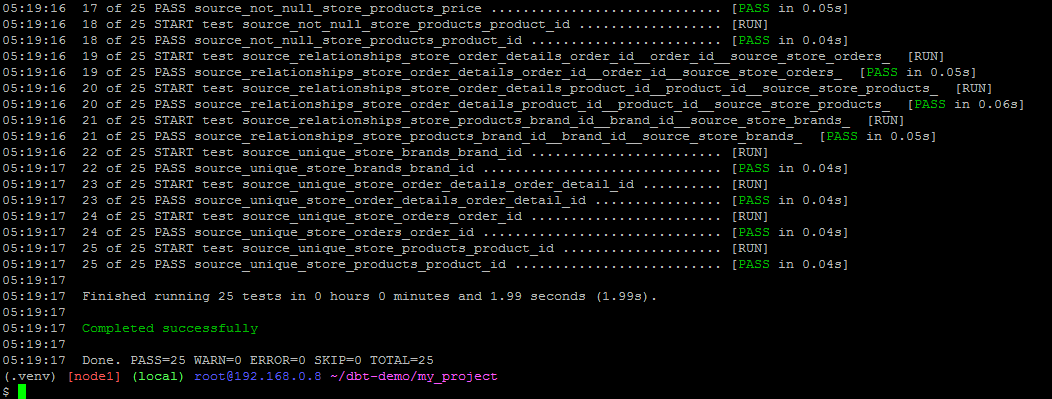 05:19:16  17 of 25 PASS source_not_null_store_products_price ............................. [PASS in 0.05s]
05:19:16  18 of 25 START test source_not_null_store_products_product_id .................. [RUN]
05:19:16  18 of 25 PASS source_not_null_store_products_product_id ........................ [PASS in 0.04s]
05:19:16  19 of 25 START test source_relationships_store_order_details_order_id__order_id__source_store_orders_  [RUN]
05:19:16  19 of 25 PASS source_relationships_store_order_details_order_id__order_id__source_store_orders_  [PASS in 0.05s]
05:19:16  20 of 25 START test source_relationships_store_order_details_product_id__product_id__source_store_products_  [RUN]
05:19:16  20 of 25 PASS source_relationships_store_order_details_product_id__product_id__source_store_products_  [PASS in 0.06s]
05:19:16  21 of 25 START test source_relationships_store_products_brand_id__brand_id__source_store_brands_  [RUN]
05:19:16  21 of 25 PASS source_relationships_store_products_brand_id__brand_id__source_store_brands_  [PASS in 0.05s]
05:19:16  22 of 25 START test source_unique_store_brands_brand_id ........................ [RUN]
05:19:17  22 of 25 PASS source_unique_store_brands_brand_id .............................. [PASS in 0.04s]
05:19:17  23 of 25 START test source_unique_store_order_details_order_detail_id .......... [RUN]
05:19:17  23 of 25 PASS source_unique_store_order_details_order_detail_id ................ [PASS in 0.04s]
05:19:17  24 of 25 START test source_unique_store_orders_order_id ........................ [RUN]
05:19:17  24 of 25 PASS source_unique_store_orders_order_id .............................. [PASS in 0.04s]
05:19:17  25 of 25 START test source_unique_store_products_product_id .................... [RUN]
05:19:17  25 of 25 PASS source_unique_store_products_product_id .......................... [PASS in 0.04s]
05:19:17
05:19:17  Finished running 25 tests in 0 hours 0 minutes and 1.99 seconds (1.99s).
05:19:17
05:19:17  Completed successfully
05:19:17
05:19:17  Done. PASS=25 WARN=0 ERROR=0 SKIP=0 TOTAL=25
(.venv) [node1] (local) root@192.168.0.8 ~/dbt-demo/my_project
$